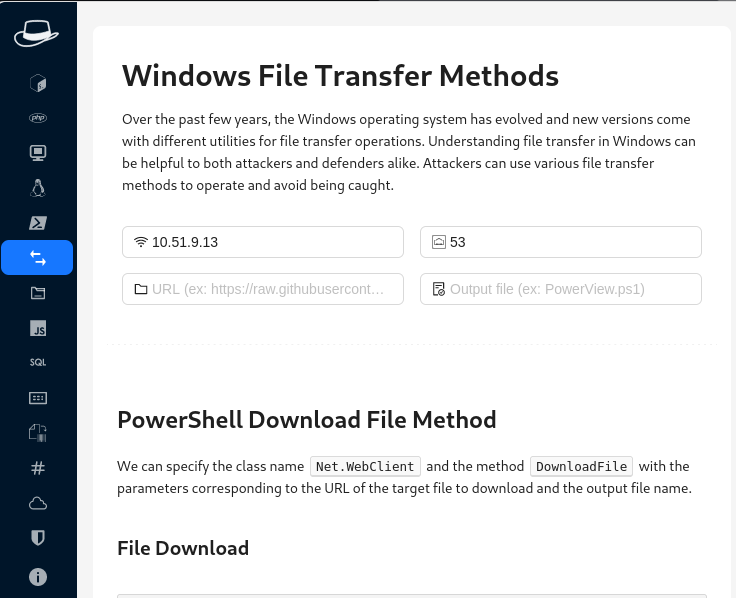 Windows File Transfer Methods
Over the past few years, the Windows operating system has evolved and new versions come
with different utilities for file transfer operations. Understanding file transfer in Windows can
be helpful to both attackers and defenders alike. Attackers can use various file transfer
methods to operate and avoid being caught.
10.51.9.13
53
URL (ex: https://raw.githubusercont…
Output file (ex: PowerView.ps1)
PowerShell Download File Method
We can specify the class name Net.WebClient and the method DownloadFile with the
parameters corresponding to the URL of the target file to download and the output file name.
File Download
php
JS
SQL
#